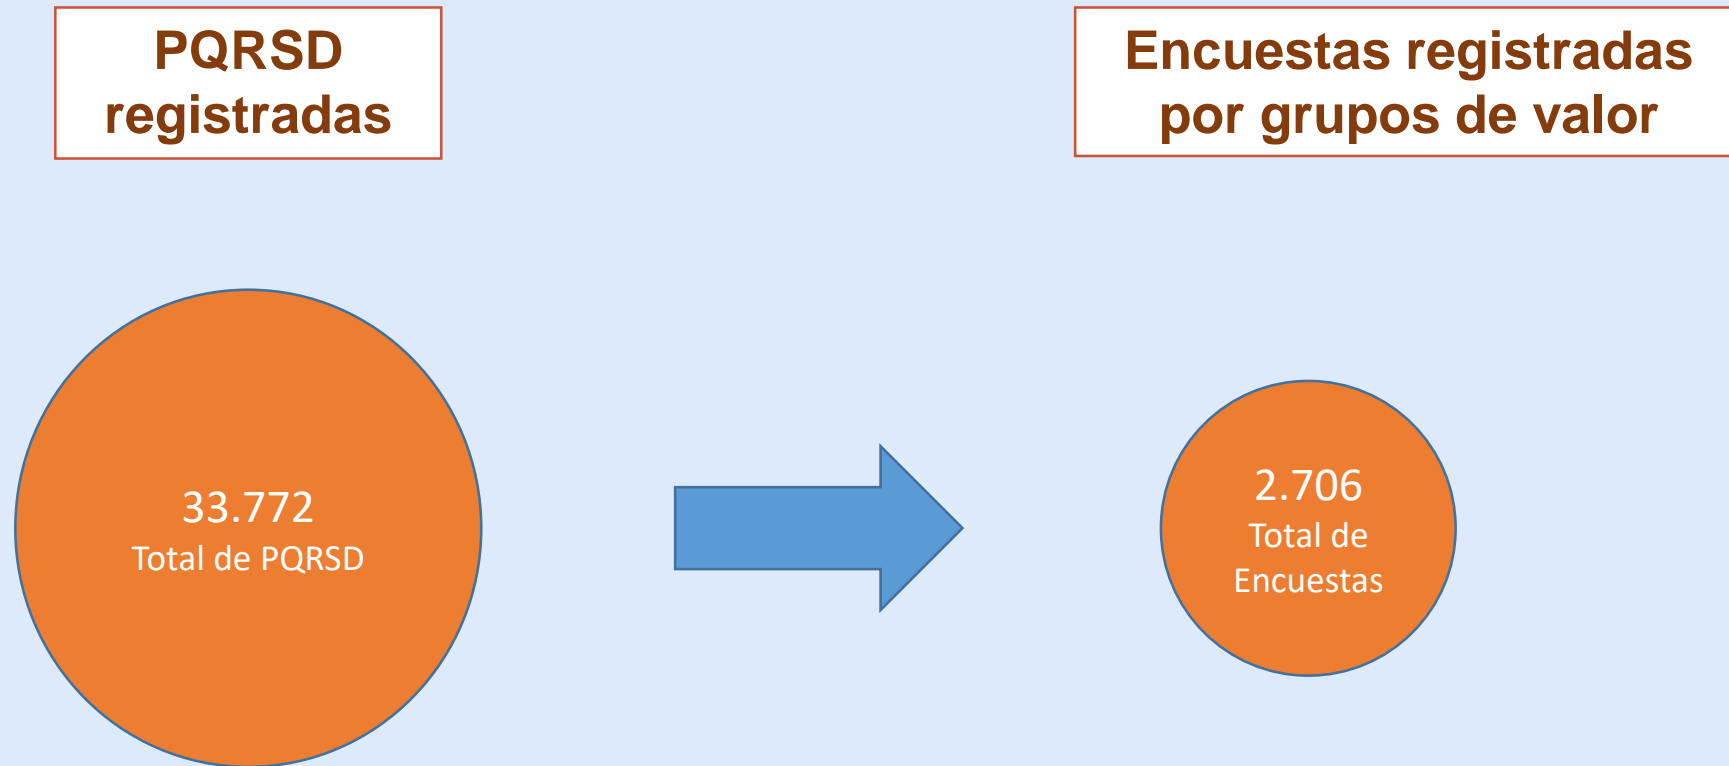 PQRSD
registradas
Encuestas registradas
por grupos de valor
33.772
Total de PQRSD
2.706
Total de
Encuestas